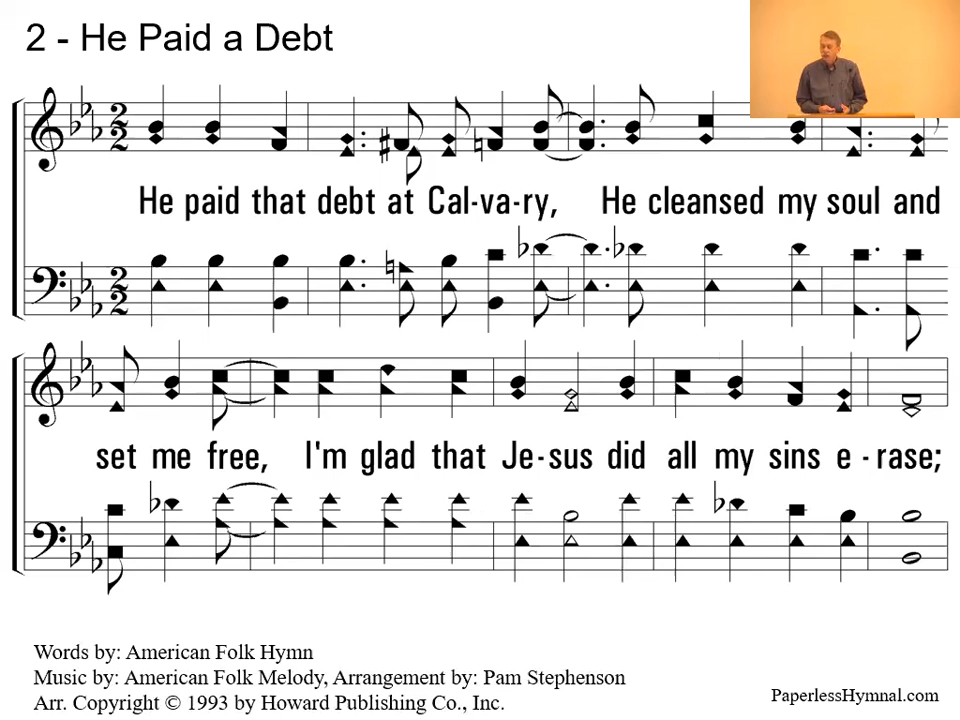 2 - He Paid a Debt
He paid that debt at Cal-va-ry, He cleansed my soul and
set me free, I'm glad that Je-sus did all my sins e - rase;
Words by: American Folk Hymn
Music by: American Folk Melody, Arrangement by: Pam Stephenson
Arr. Copyright © 1993 by Howard Publishing Co., Inc.
PaperlessHymnal.com